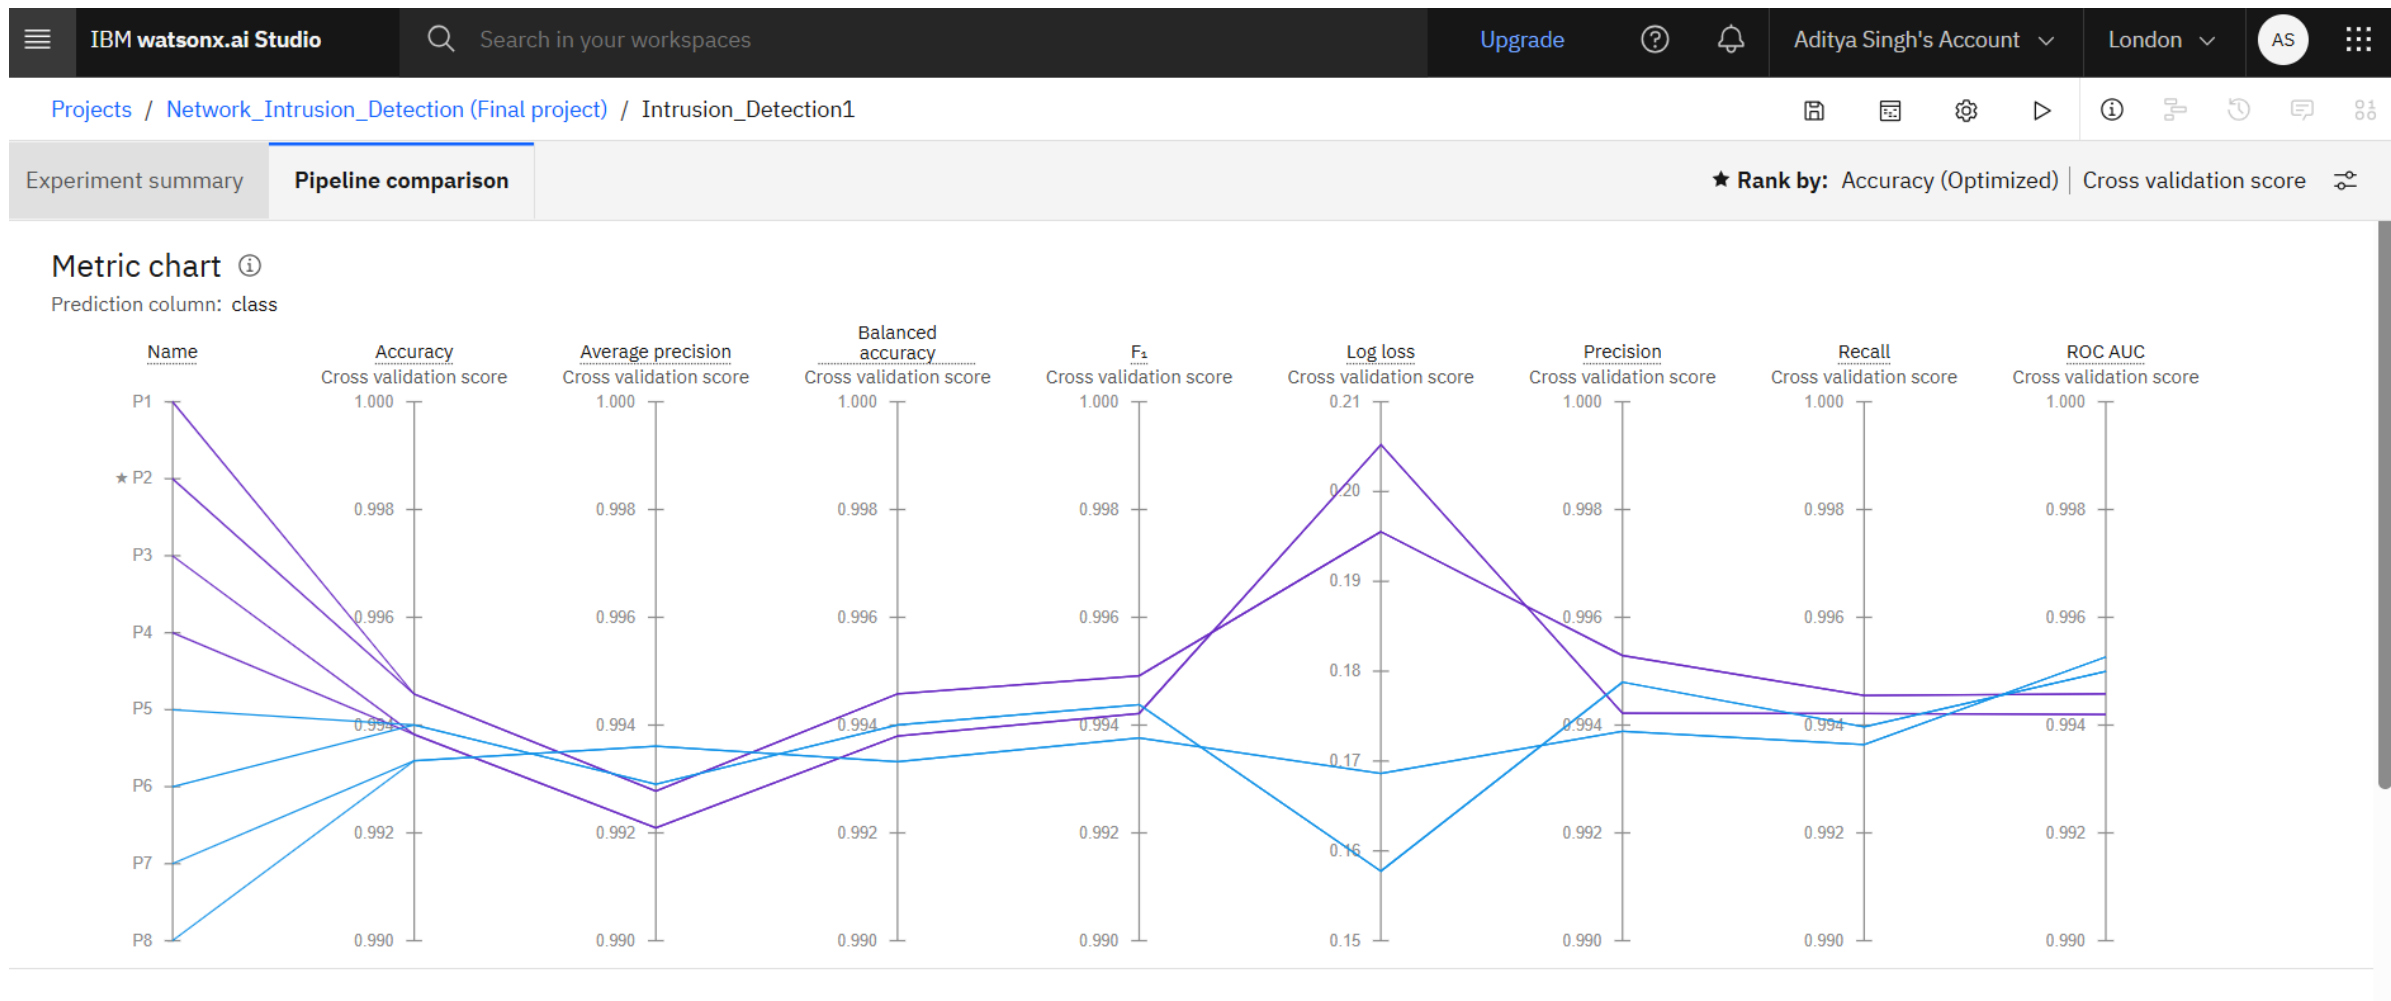 IBM watsonx.ai Studio
Search in your workspaces
Upgrade
Aditya Singh's Account
London
AS
Projects / Network_Intrusion_Detection (Final project) / Intrusion_Detection1
Experiment summary
Pipeline comparison
★ Rank by: Accuracy (Optimized) | Cross validation score
Metric chart
Prediction column: class
Name
Accuracy
Cross validation score
Average precision
Cross validation score
Balanced
accuracy
Cross validation score
F₁
Cross validation score
Log loss
Cross validation score
Precision
Cross validation score
Recall
Cross validation score
ROC AUC
Cross validation score
P1
★ P2
P3
P4
P5
P6
P7
P8
1.000
0.998
0.996
0.994
0.992
0.990
1.000
0.998
0.996
0.994
0.992
0.990
1.000
0.998
0.996
0.994
0.992
0.990
1.000
0.998
0.996
0.994
0.992
0.990
0.21
0.20
0.19
0.18
0.17
0.16
0.15
1.000
0.998
0.996
0.994
0.992
0.990
1.000
0.998
0.996
0.994
0.992
0.990
1.000
0.998
0.996
0.994
0.992
0.990